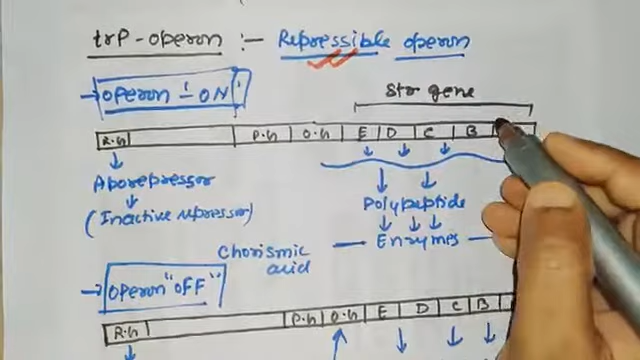 trp-operon :- Repressible operon
→ operon - ON
Str gene
R.G P.G O.G E D C B
Aporepressor
(Inactive repressor)
Polypeptide
Chorismic acid — Enzymes —
→ operon "OFF"
R.G P.G O.G E D C B